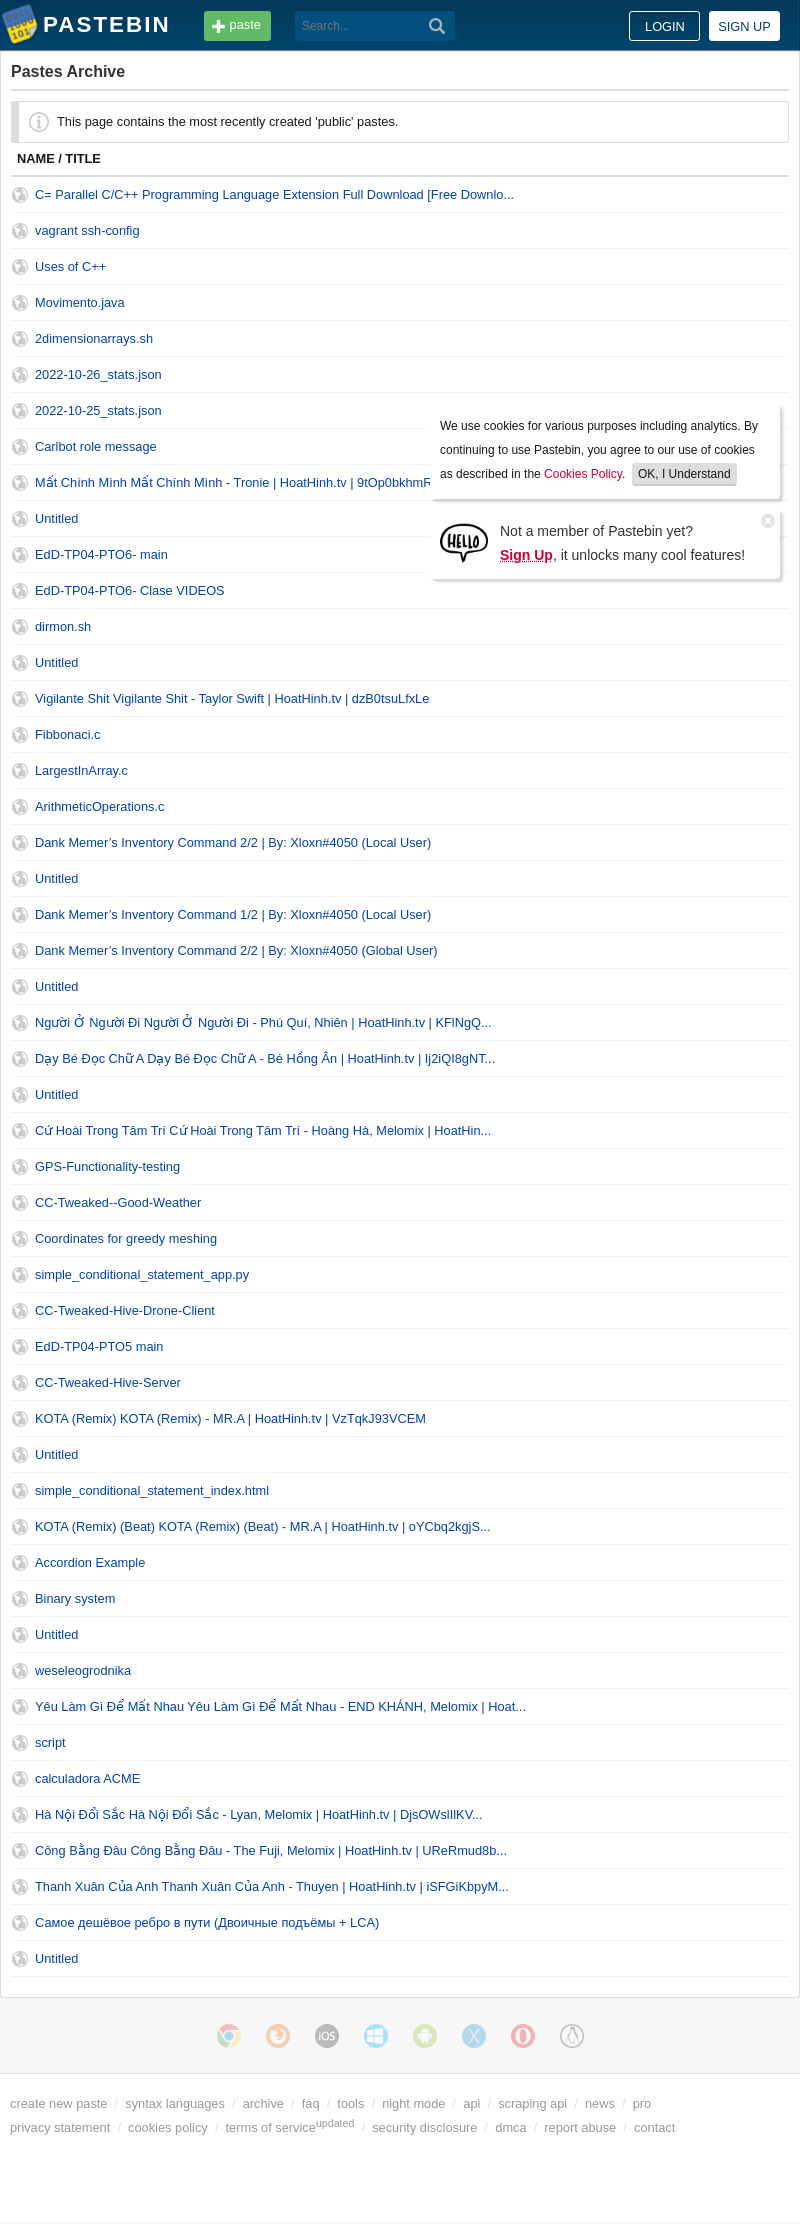 PASTEBIN
paste
Search...
LOGIN
SIGN UP
Pastes Archive
This page contains the most recently created 'public' pastes.
NAME / TITLE
C= Parallel C/C++ Programming Language Extension Full Download [Free Downlo...
vagrant ssh-config
Uses of C++
Movimento.java
2dimensionarrays.sh
2022-10-26_stats.json
2022-10-25_stats.json
Carlbot role message
Mất Chính Mình Mất Chính Mình - Tronie | HoatHinh.tv | 9tOp0bkhmR
We use cookies for various purposes including analytics. By
continuing to use Pastebin, you agree to our use of cookies
as described in the Cookies Policy. OK, I Understand
HELLO
Not a member of Pastebin yet?
Sign Up, it unlocks many cool features!
Untitled
EdD-TP04-PTO6- main
EdD-TP04-PTO6- Clase VIDEOS
dirmon.sh
Untitled
Vigilante Shit Vigilante Shit - Taylor Swift | HoatHinh.tv | dzB0tsuLfxLe
Fibbonaci.c
LargestInArray.c
ArithmeticOperations.c
Dank Memer’s Inventory Command 2/2 | By: Xloxn#4050 (Local User)
Untitled
Dank Memer’s Inventory Command 1/2 | By: Xloxn#4050 (Local User)
Dank Memer’s Inventory Command 2/2 | By: Xloxn#4050 (Global User)
Untitled
Người Ở Người Đi Người Ở Người Đi - Phú Quí, Nhiên | HoatHinh.tv | KFlNgQ...
Dạy Bé Đọc Chữ A Dạy Bé Đọc Chữ A - Bé Hồng Ân | HoatHinh.tv | Ij2iQI8gNT...
Untitled
Cứ Hoài Trong Tâm Trí Cứ Hoài Trong Tâm Trí - Hoàng Hà, Melomix | HoatHin...
GPS-Functionality-testing
CC-Tweaked--Good-Weather
Coordinates for greedy meshing
simple_conditional_statement_app.py
CC-Tweaked-Hive-Drone-Client
EdD-TP04-PTO5 main
CC-Tweaked-Hive-Server
KOTA (Remix) KOTA (Remix) - MR.A | HoatHinh.tv | VzTqkJ93VCEM
Untitled
simple_conditional_statement_index.html
KOTA (Remix) (Beat) KOTA (Remix) (Beat) - MR.A | HoatHinh.tv | oYCbq2kgjS...
Accordion Example
Binary system
Untitled
weseleogrodnika
Yêu Làm Gì Để Mất Nhau Yêu Làm Gì Để Mất Nhau - END KHÁNH, Melomix | Hoat...
script
calculadora ACME
Hà Nội Đổi Sắc Hà Nội Đổi Sắc - Lyan, Melomix | HoatHinh.tv | DjsOWslIlKV...
Công Bằng Đâu Công Bằng Đâu - The Fuji, Melomix | HoatHinh.tv | UReRmud8b...
Thanh Xuân Của Anh Thanh Xuân Của Anh - Thuyen | HoatHinh.tv | iSFGiKbpyM...
Самое дешёвое ребро в пути (Двоичные подъёмы + LCA)
Untitled
iOS
create new paste / syntax languages / archive / faq / tools / night mode / api / scraping api / news / pro
privacy statement / cookies policy / terms of service updated / security disclosure / dmca / report abuse / contact